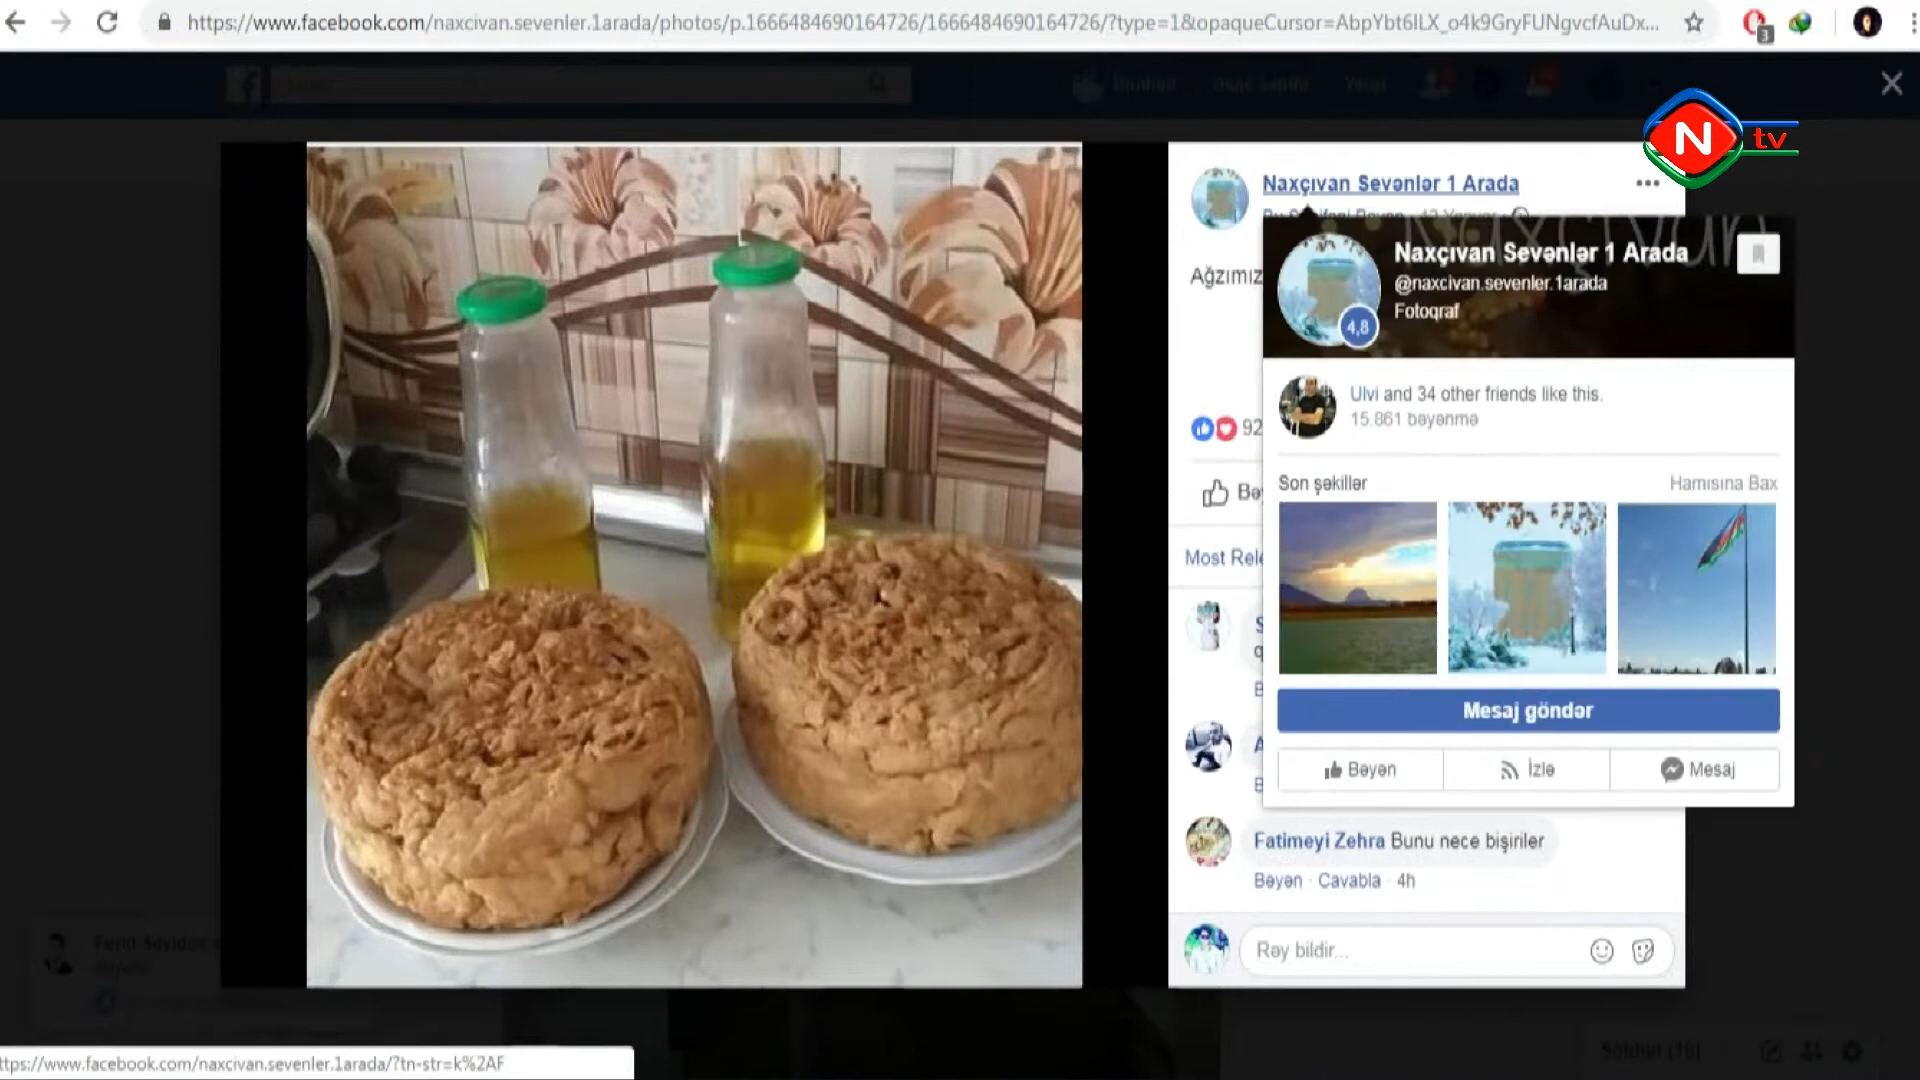 https://www.facebook.com/naxcivan.sevenler.1arada/photos/p.1666484690164726/1666484690164726/?type=1&opaqueCursor=AbpYbt6ILX_o4k9GryFUNgvcfAuDx...
3
N tv
Naxçıvan Sevənlər 1 Arada
Ağzımız
Naxçıvan Sevənlər 1 Arada
@naxcivan.sevenler.1arada
Fotoqraf
4,8
Ulvi and 34 other friends like this.
15.861 bəyənmə
92
Son şəkillər
Hamısına Bax
Most Rele
Mesaj göndər
Bəyən
İzlə
Mesaj
Fatimeyi Zehra Bunu nece bişiriler
Bəyən · Cavabla · 4h
Rəy bildir...
ttps://www.facebook.com/naxcivan.sevenler.1arada/?tn-str=k%2AF